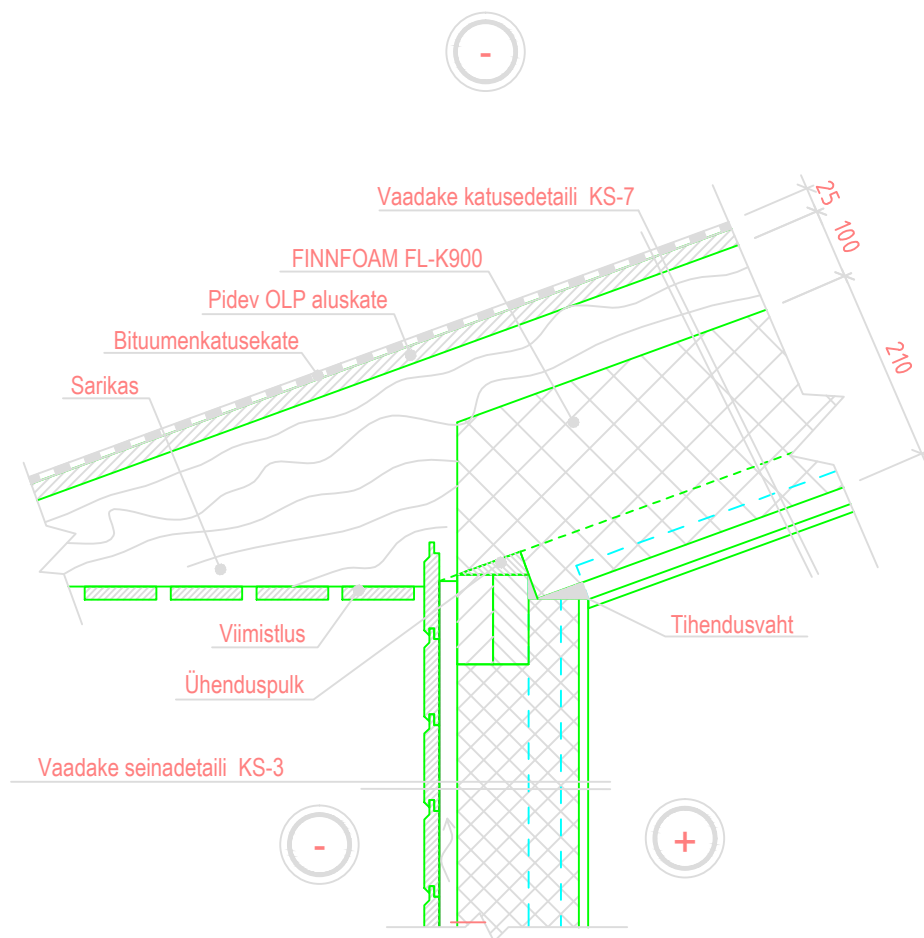 -
Vaadake katusedetaili KS-7
25
100
FINNFOAM FL-K900
Pidev OLP aluskate
Bituumenkatusekate
210
Sarikas
Viimistlus
Tihendusvaht
Ühenduspulk
Vaadake seinadetaili KS-3
-
+